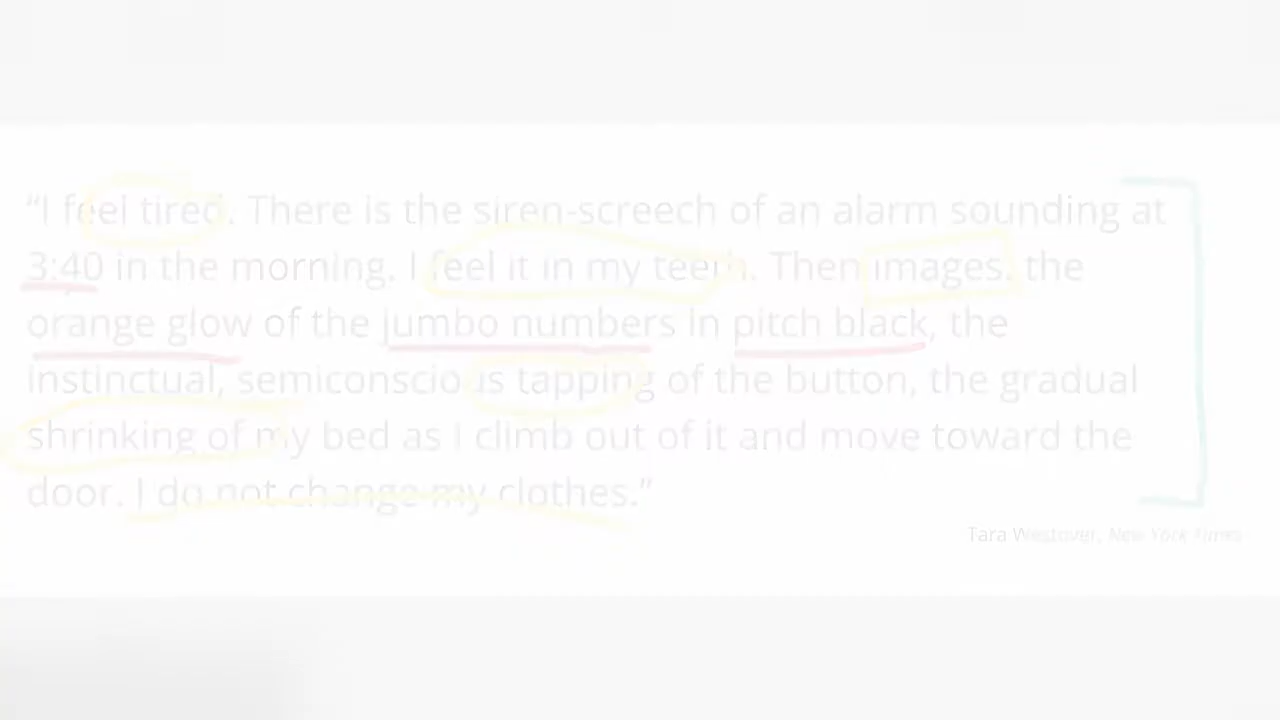 “I feel tired. There is the siren-screech of an alarm sounding at
3:40 in the morning. I feel it in my teeth. Then images, the
orange glow of the jumbo numbers in pitch black, the
instinctual, semiconscious tapping of the button, the gradual
shrinking of my bed as I climb out of it and move toward the
door. I do not change my clothes.”
Tara Westover, New York Times